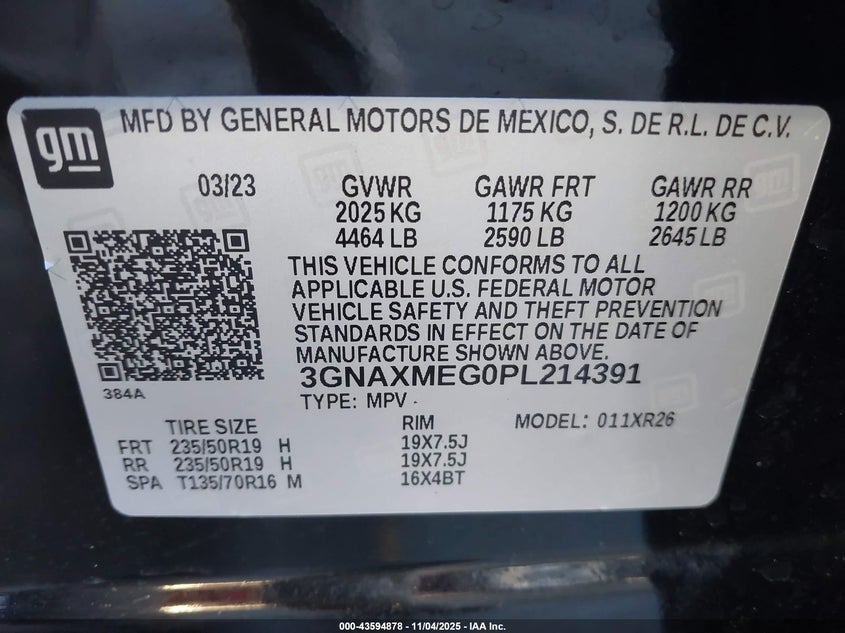 gm
MFD BY GENERAL MOTORS DE MEXICO, S. DE R.L. DE C.V.
03/23 GVWR GAWR FRT GAWR RR
2025 KG 1175 KG 1200 KG
4464 LB 2590 LB 2645 LB
THIS VEHICLE CONFORMS TO ALL
APPLICABLE U.S. FEDERAL MOTOR
VEHICLE SAFETY AND THEFT PREVENTION
STANDARDS IN EFFECT ON THE DATE OF
MANUFACTURE SHOWN ABOVE.
3GNAXMEG0PL214391
384A
TYPE: MPV
TIRE SIZE RIM MODEL: 011XR26
FRT 235/50R19 H 19X7.5J
RR 235/50R19 H 19X7.5J
SPA T135/70R16 M 16X4BT
000-43594878 - 11/04/2025 - IAA Inc.